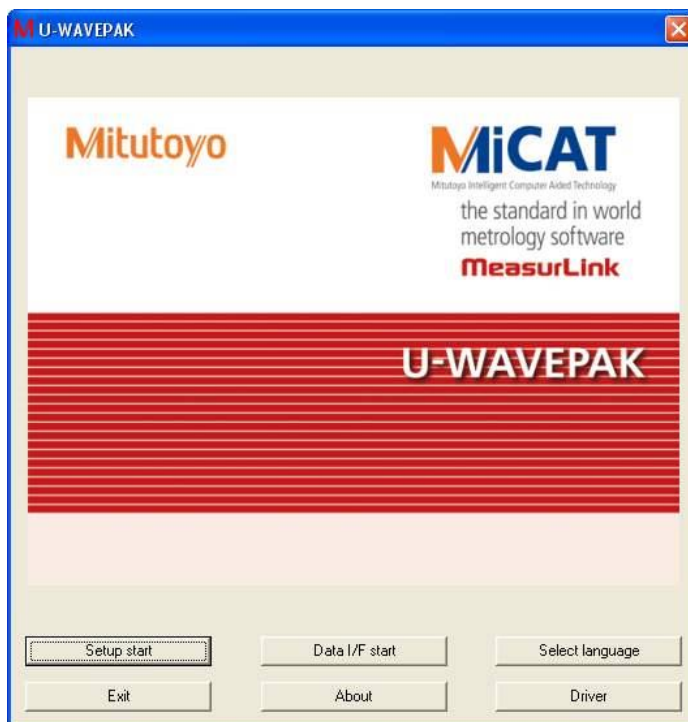 U-WAVEPAK
Mitutoyo
MiCAT
Mitutoyo Intelligent Computer Aided Technology
the standard in world
metrology software
MeasurLink
U-WAVEPAK
Setup start
Data I/F start
Select language
Exit
About
Driver